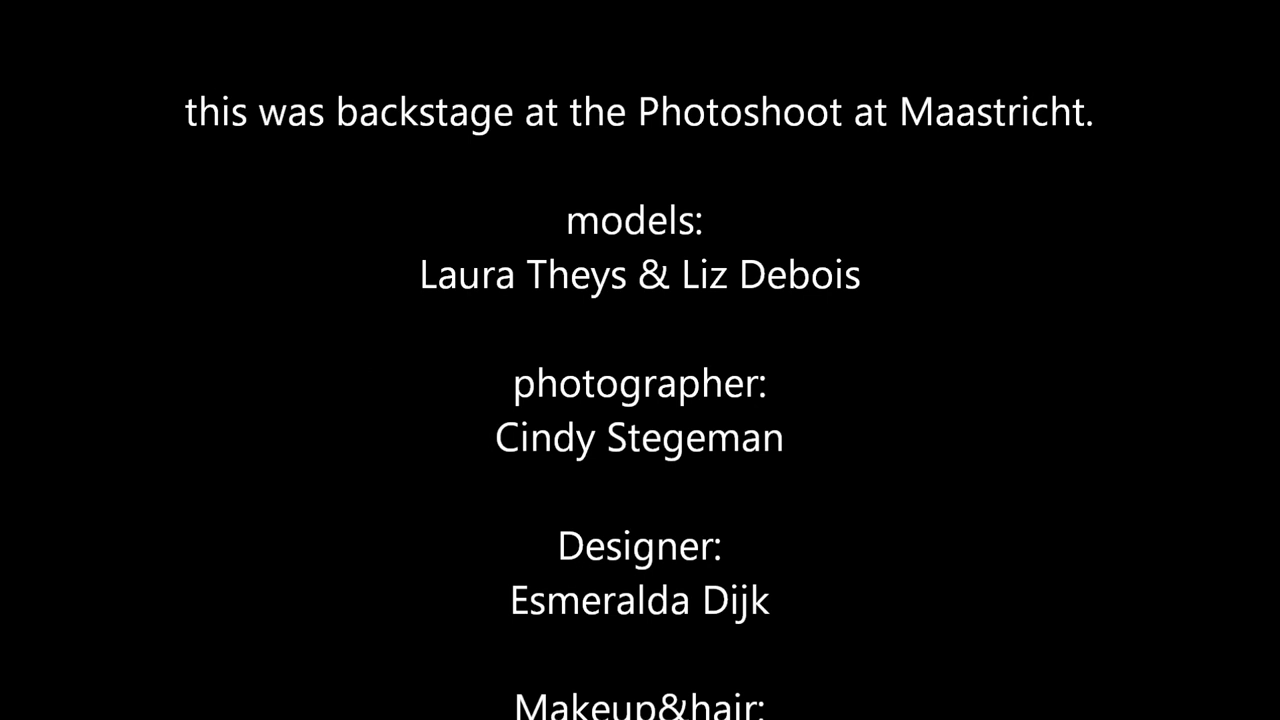 this was backstage at the Photoshoot at Maastricht.
models:
Laura Theys & Liz Debois
photographer:
Cindy Stegeman
Designer:
Esmeralda Dijk
Makeup&hair: